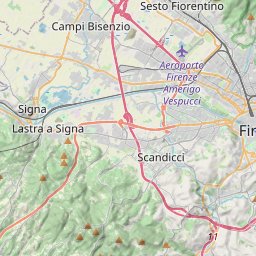 Sesto Fiorentino
Campi Bisenzio
Aeroporto
Firenze
Amerigo
Vespucci
Signa
Lastra a Signa
Fir
Scandicci
11